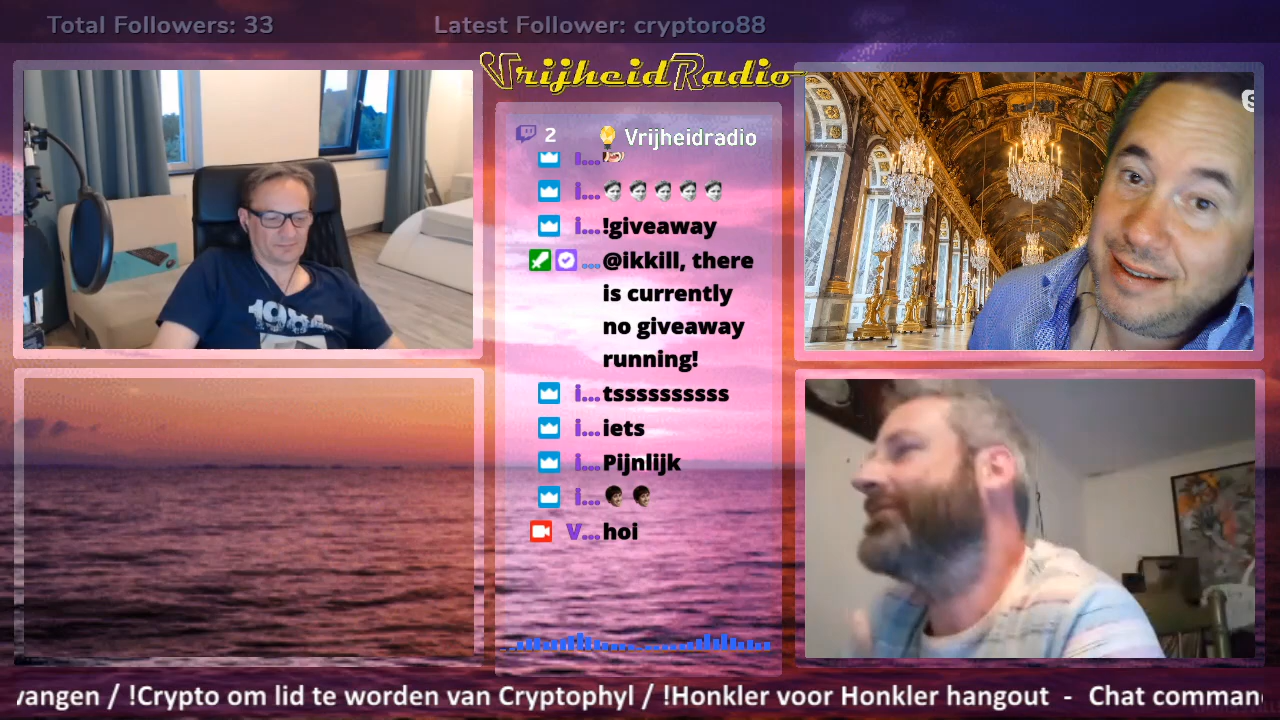 Total Followers: 33
Latest Follower: cryptoro88
VrijheidRadio
2
Vrijheidradio
i...
i...
i... !giveaway
... @ikkill, there
is currently
no giveaway
running!
i... tssssssssss
i... iets
i... Pijnlijk
i...
V... hoi
1984
vangen / !Crypto om lid te worden van Cryptophyl / !Honkler voor Honkler hangout - Chat comman